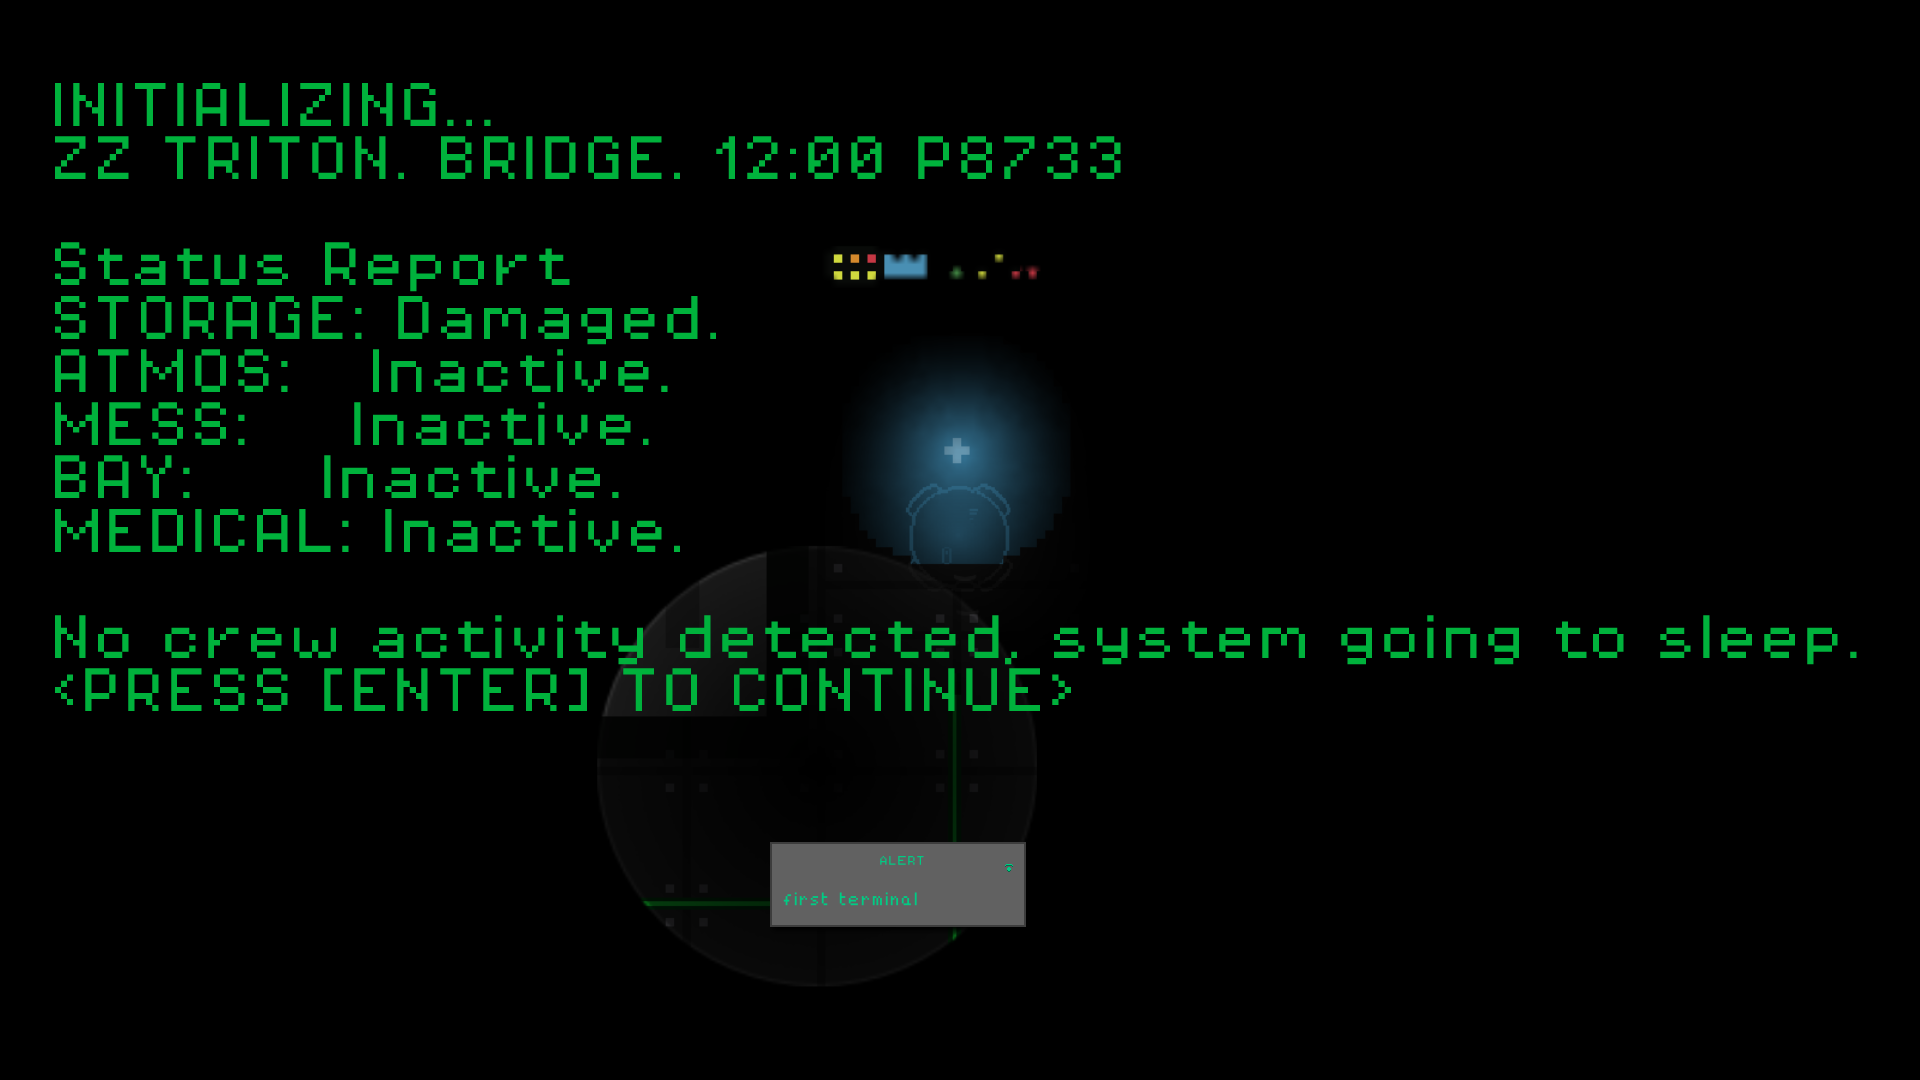 INITIALIZING...
ZZ TRITON. BRIDGE. 12:00 P8733
Status Report
STORAGE: Damaged.
ATMOS: Inactive.
MESS: Inactive.
BAY: Inactive.
MEDICAL: Inactive.
No crew activity detected, system going to sleep.
<PRESS [ENTER] TO CONTINUE>
ALERT
first terminal